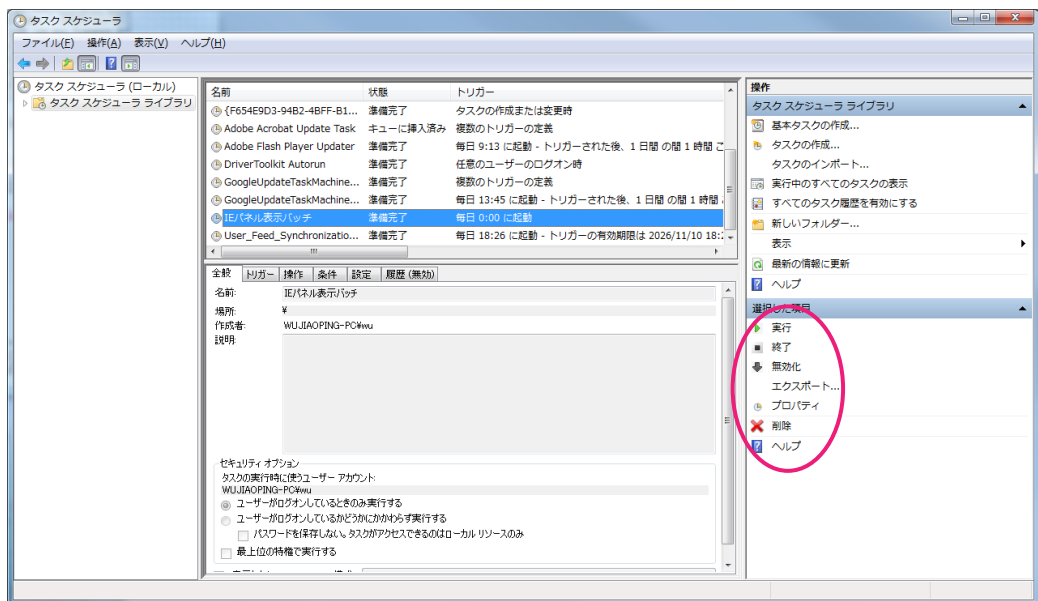 タスク スケジューラ
ファイル(F) 操作(A) 表示(V) ヘルプ(H)
タスク スケジューラ (ローカル)
タスク スケジューラ ライブラリ
名前 状態 トリガー
{F654E9D3-94B2-4BFF-B1... 準備完了 タスクの作成または変更時
Adobe Acrobat Update Task キューに挿入済み 複数のトリガーの定義
Adobe Flash Player Updater 準備完了 毎日 9:13 に起動 - トリガーされた後、1 日間 の間 1 時間 ご
DriverToolkit Autorun 準備完了 任意のユーザーのログオン時
GoogleUpdateTaskMachine... 準備完了 複数のトリガーの定義
GoogleUpdateTaskMachine... 準備完了 毎日 13:45 に起動 - トリガーされた後、1 日間 の間 1 時間
IEパネル表示バッチ 準備完了 毎日 0:00 に起動
User_Feed_Synchronizatio... 準備完了 毎日 18:26 に起動 - トリガーの有効期限は 2026/11/10 18:
全般 トリガー 操作 条件 設定 履歴 (無効)
名前: IEパネル表示バッチ
場所: ¥
作成者: WUJIAOPING-PC¥wu
説明:
セキュリティ オプション
タスクの実行時に使うユーザー アカウント:
WUJIAOPING-PC¥wu
ユーザーがログオンしているときのみ実行する
ユーザーがログオンしているかどうかにかかわらず実行する
パスワードを保存しない。タスクがアクセスできるのはローカル リソースのみ
最上位の特権で実行する
操作
タスク スケジューラ ライブラリ
基本タスクの作成...
タスクの作成...
タスクのインポート...
実行中のすべてのタスクの表示
すべてのタスク履歴を有効にする
新しいフォルダー...
表示
最新の情報に更新
ヘルプ
選択した項目
実行
終了
無効化
エクスポート...
プロパティ
削除
ヘルプ